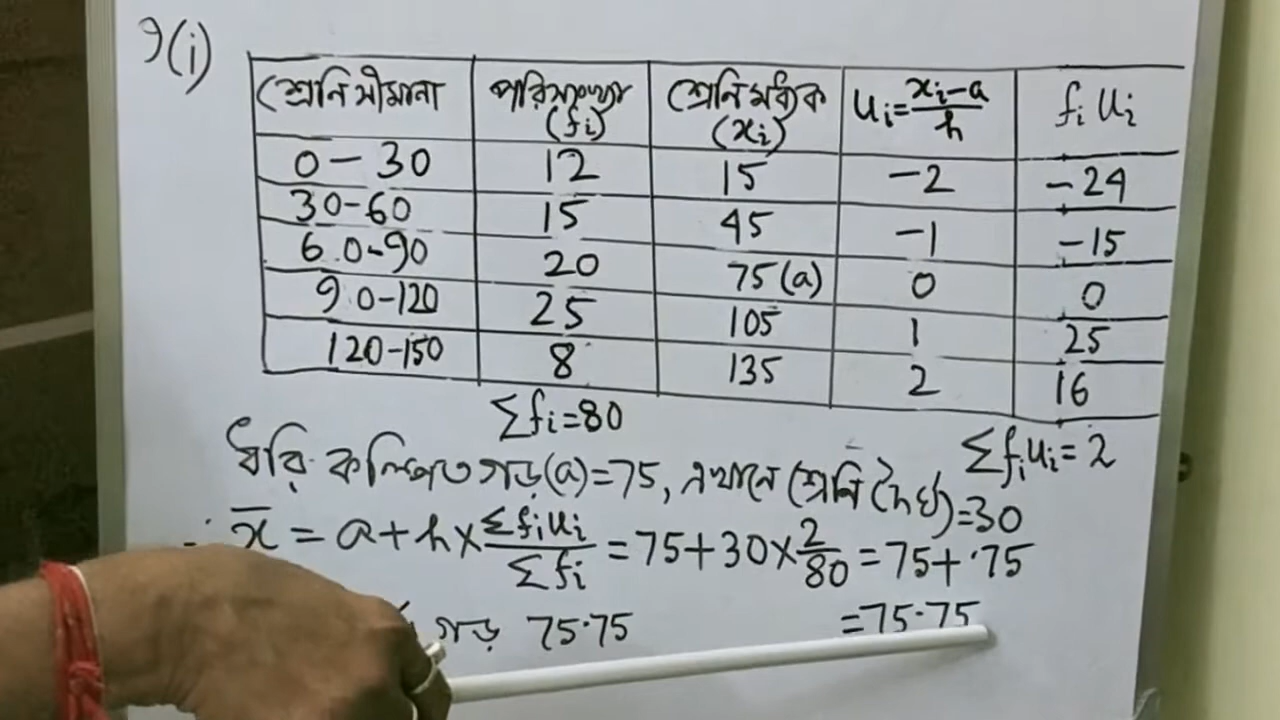 9(i)
শ্রেনি সীমানা পরিসংখ্যা (fi) শ্রেনি মধ্যক (xi) ui=xi-a/h fi ui
0-30 12 15 -2 -24
30-60 15 45 -1 -15
60-90 20 75(a) 0 0
90-120 25 105 1 25
120-150 8 135 2 16
Σfi=80
Σfiui=2
ধরি কল্পিত গড়(a)=75, এখানে শ্রেনি দৈর্ঘ্য=30
∴ x̄ = a+h×Σfiui/Σfi =75+30×2/80 =75+·75
গড় 75·75 =75·75